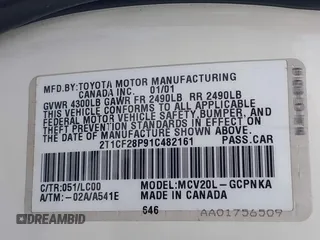 MFD.BY:TOYOTA MOTOR MANUFACTURING
CANADA INC. 01/01
GVWR 4300LB GAWR FR 2490LB RR 2490LB
THIS VEHICLE CONFORMS TO ALL APPLICABLE
FEDERAL MOTOR VEHICLE SAFETY, BUMPER, AND
THEFT PREVENTION STANDARDS IN EFFECT ON
THE DATE OF MANUFACTURE SHOWN ABOVE.
2T1CF28P91C482161 PASS.CAR
C/TR:051/LC00 MODEL:MCV20L-GCPNKA
A/TM:-02A/A541E MADE IN CANADA
646 AA01756509
DREAMBID